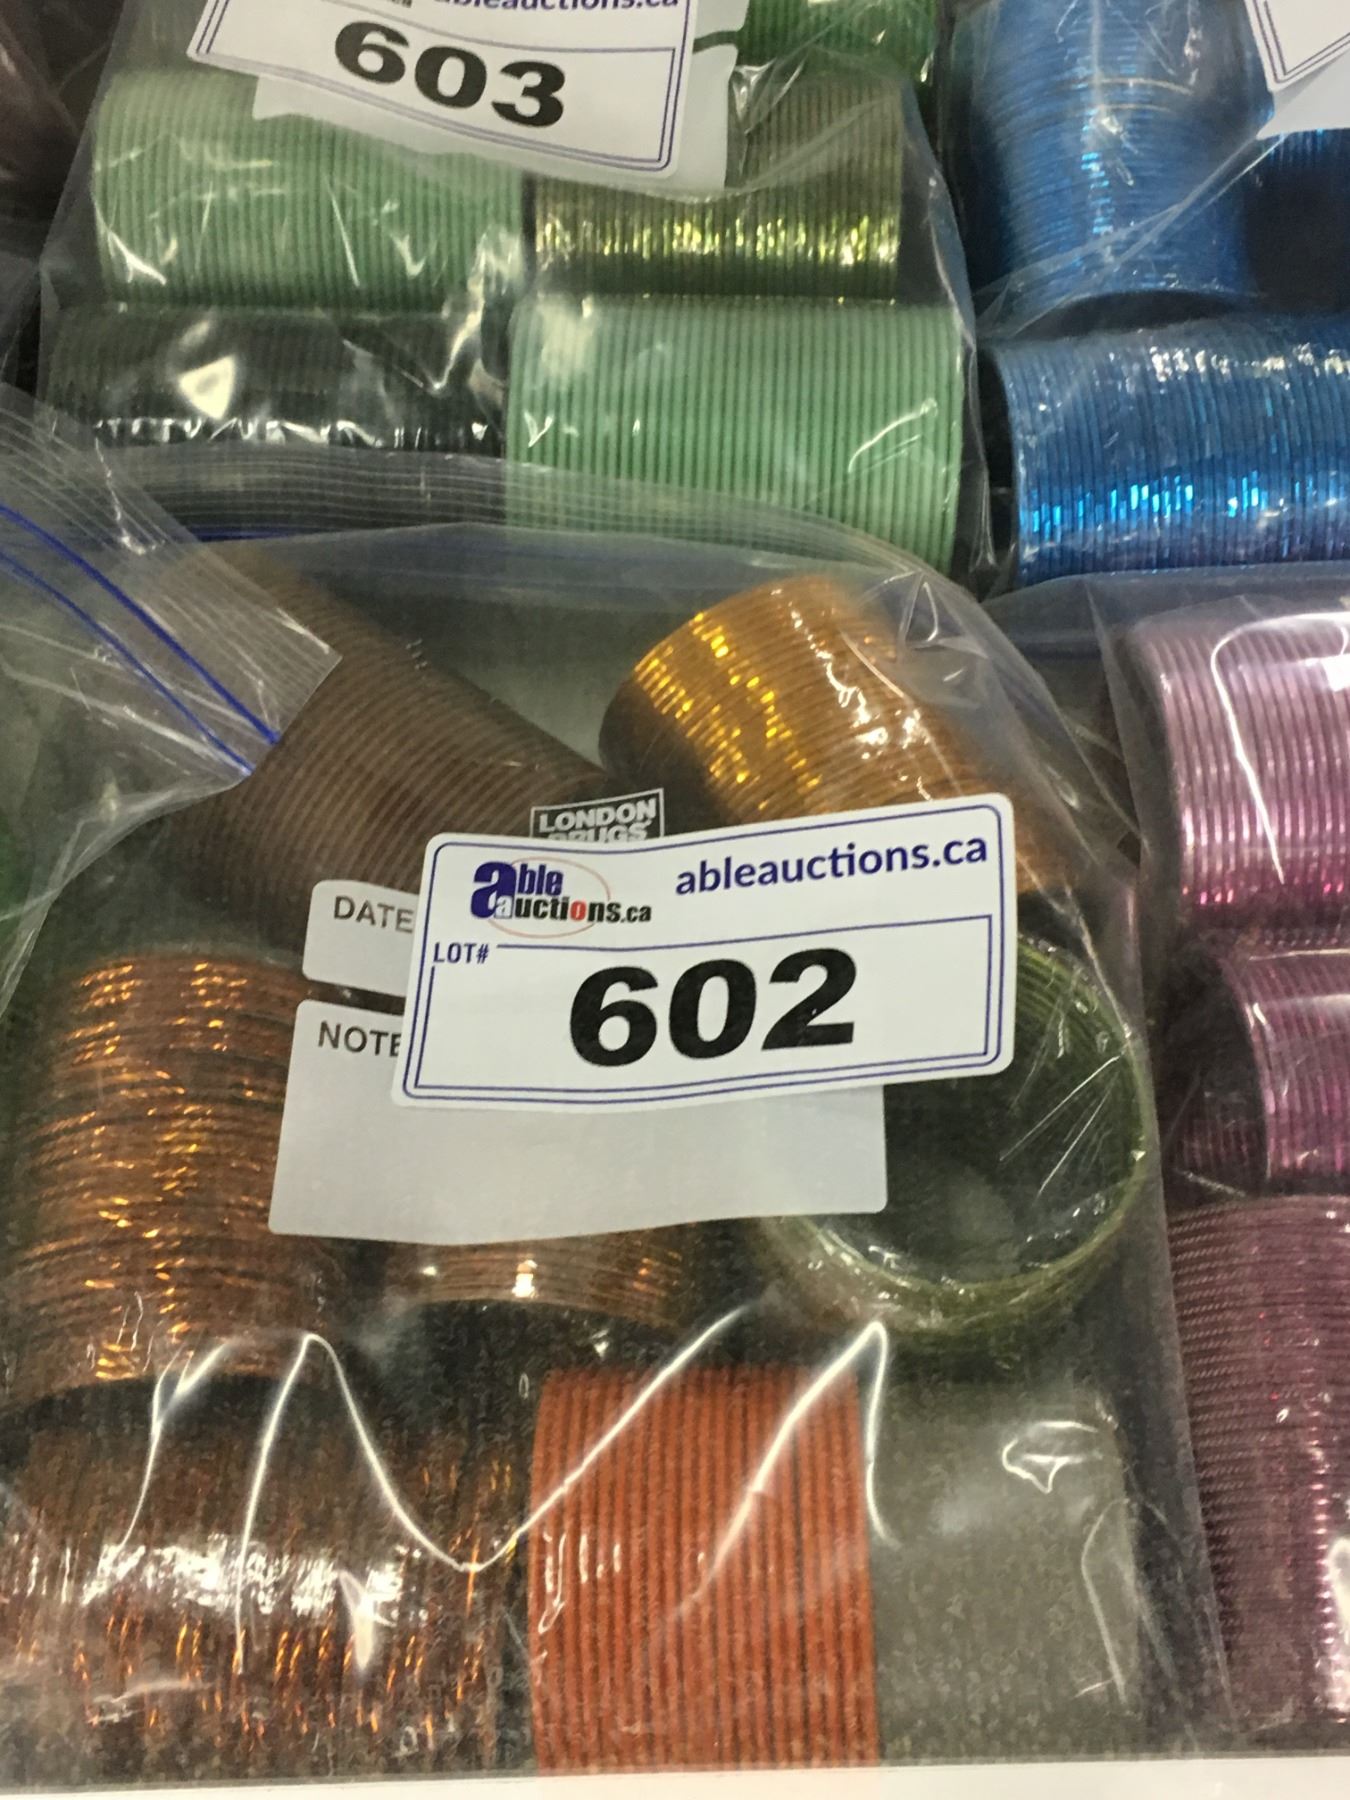 ableauctions.ca
603
LONDON
DRUGS
able
auctions.ca
ableauctions.ca
DATE
LOT#
602
NOTE